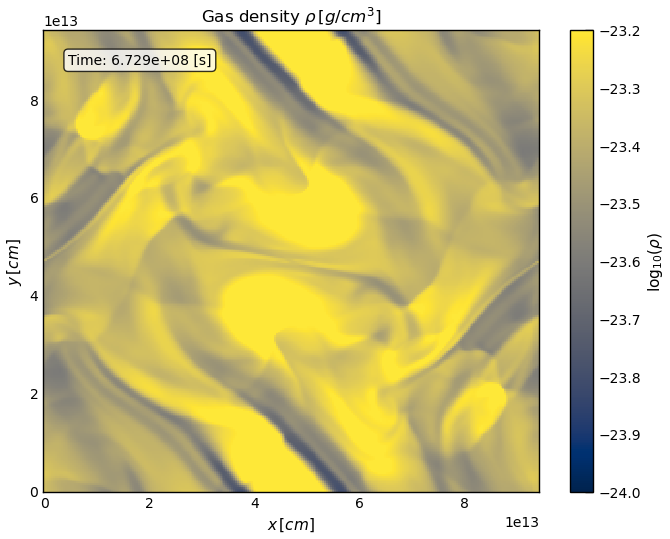 Gas density ρ [g/cm³]
1e13
Time: 6.729e+08 [s]
8
6
4
2
0
y [cm]
0 2 4 6 8
1e13
x [cm]
−23.2
−23.3
−23.4
−23.5
−23.6
−23.7
−23.8
−23.9
−24.0
log₁₀(ρ)